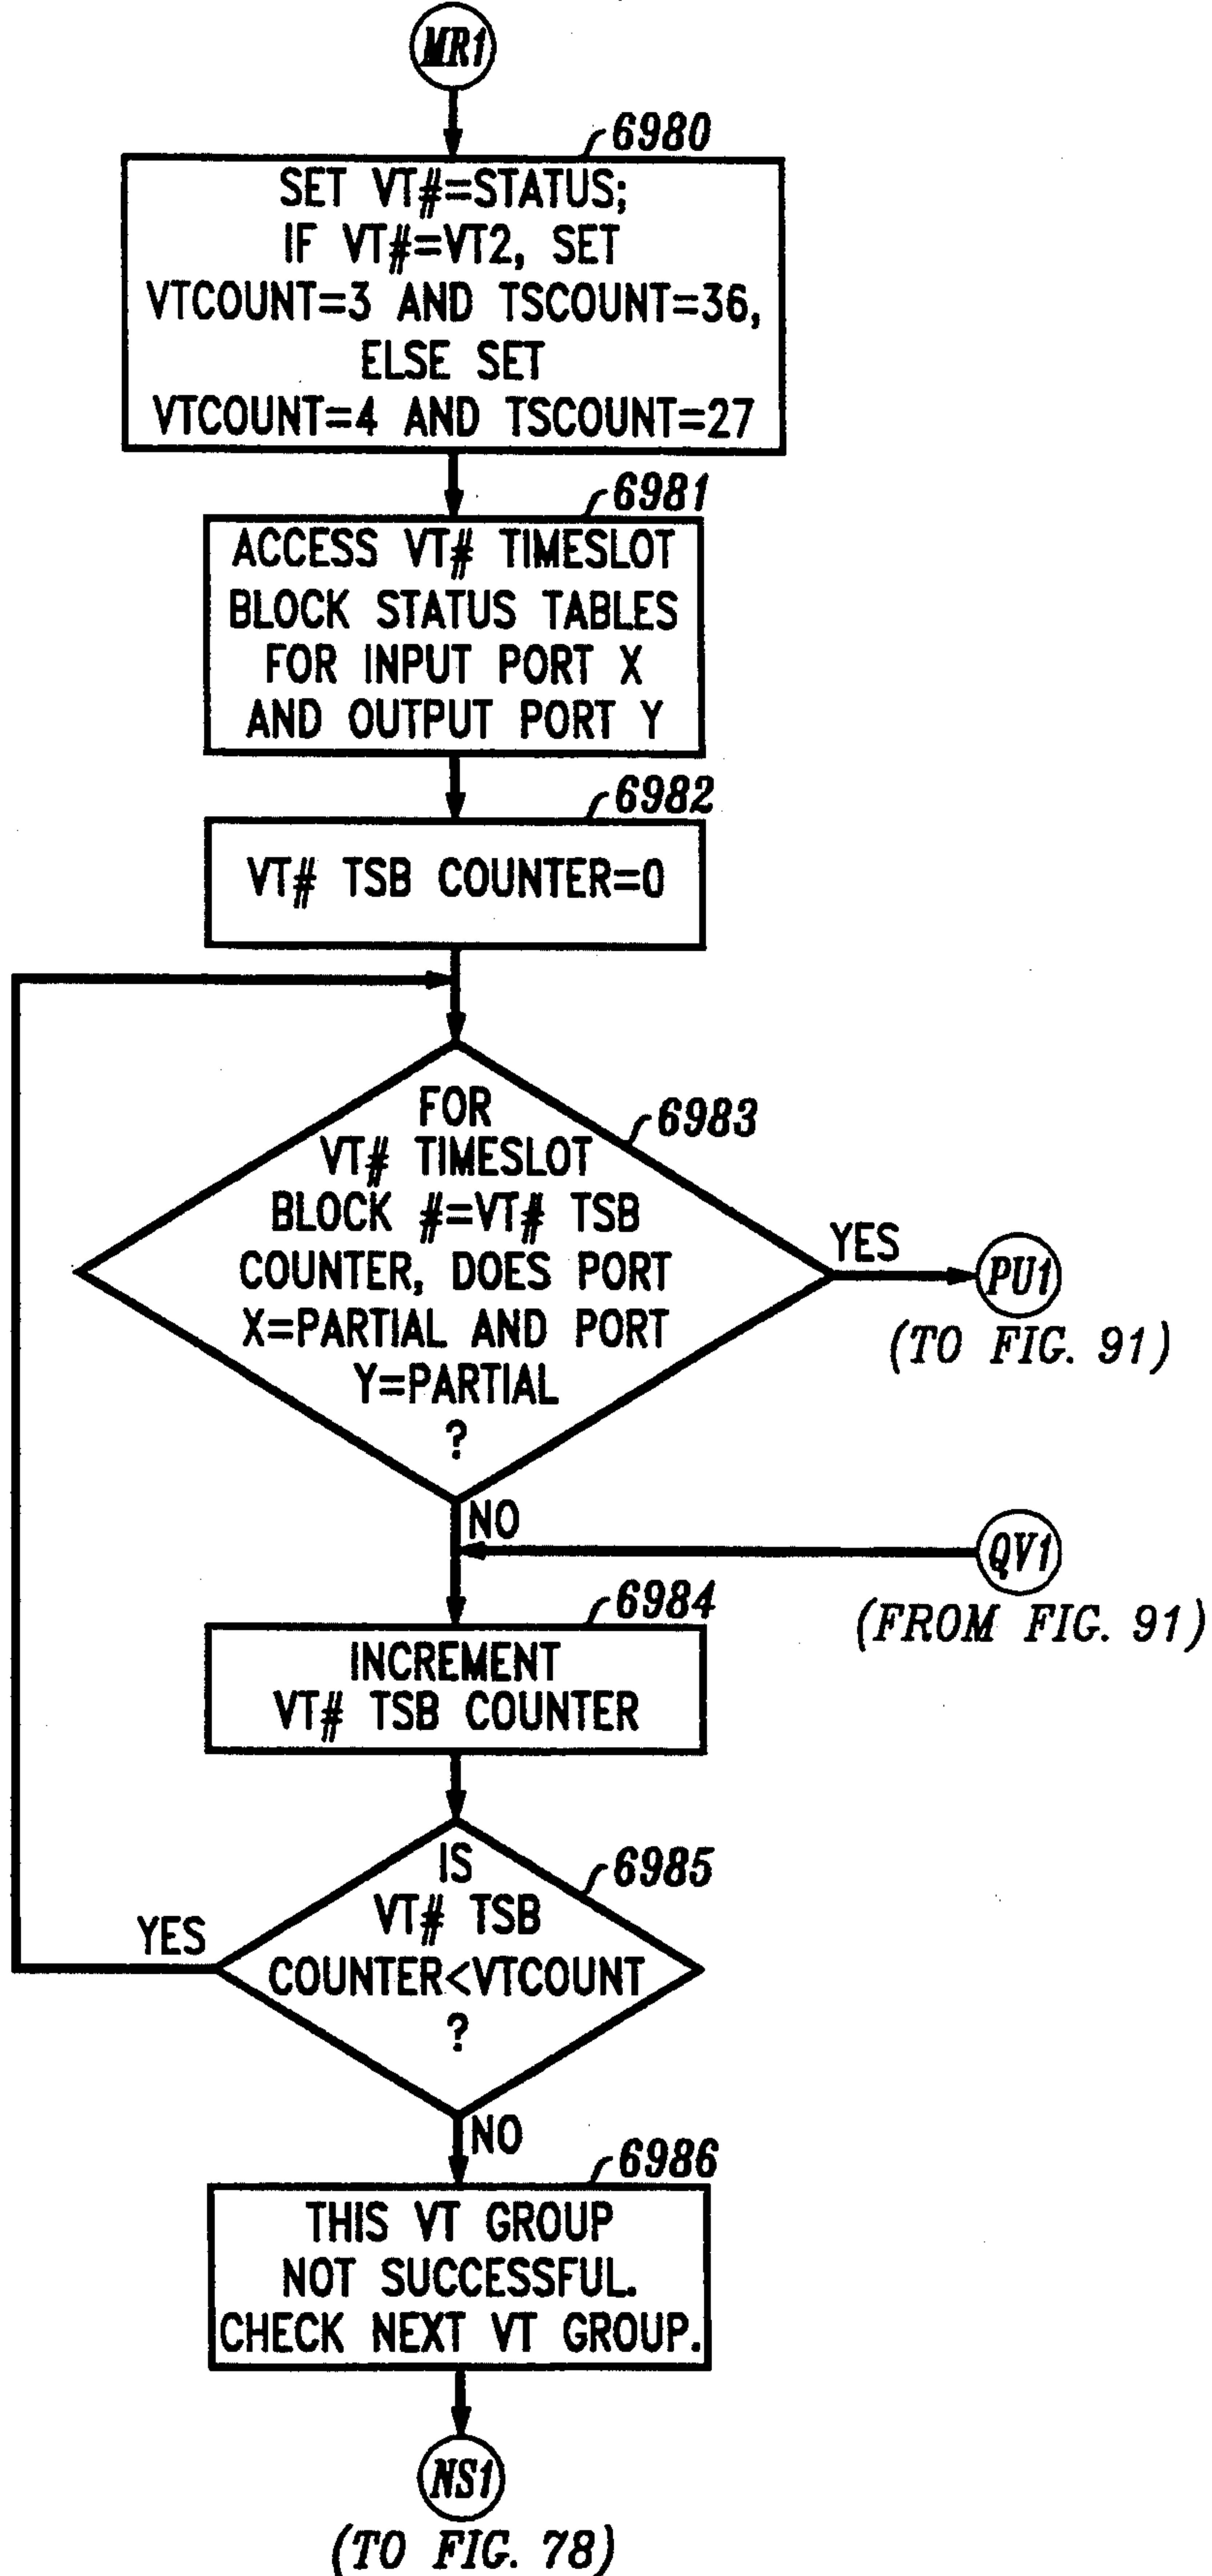 MR1
6980
SET VT#=STATUS;
IF VT#=VT2, SET
VTCOUNT=3 AND TSCOUNT=36,
ELSE SET
VTCOUNT=4 AND TSCOUNT=27
6981
ACCESS VT# TIMESLOT
BLOCK STATUS TABLES
FOR INPUT PORT X
AND OUTPUT PORT Y
6982
VT# TSB COUNTER=0
6983
FOR
VT# TIMESLOT
BLOCK #=VT# TSB
COUNTER, DOES PORT
X=PARTIAL AND PORT
Y=PARTIAL
?
YES
PU1
(TO FIG. 91)
NO
QV1
(FROM FIG. 91)
6984
INCREMENT
VT# TSB COUNTER
6985
IS
VT# TSB
COUNTER<VTCOUNT
?
YES
NO
6986
THIS VT GROUP
NOT SUCCESSFUL.
CHECK NEXT VT GROUP.
NS1
(TO FIG. 78)